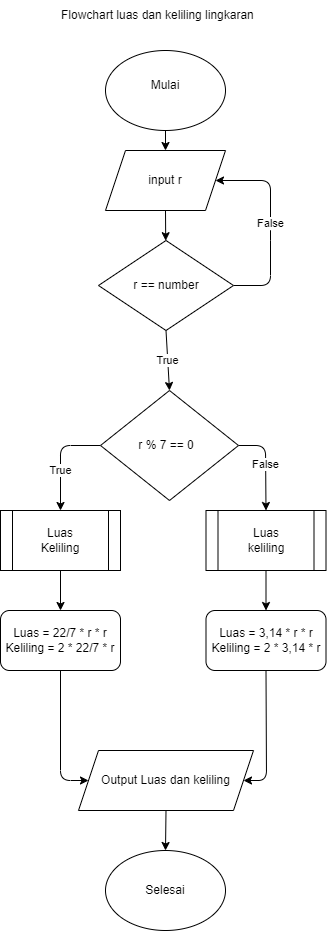 Flowchart luas dan keliling lingkaran
Mulai
input r
False
r == number
True
r % 7 == 0
True
False
Luas
Keliling
Luas
keliling
Luas = 22/7 * r * r
Keliling = 2 * 22/7 * r
Luas = 3,14 * r * r
Keliling = 2 * 3,14 * r
Output Luas dan keliling
Selesai